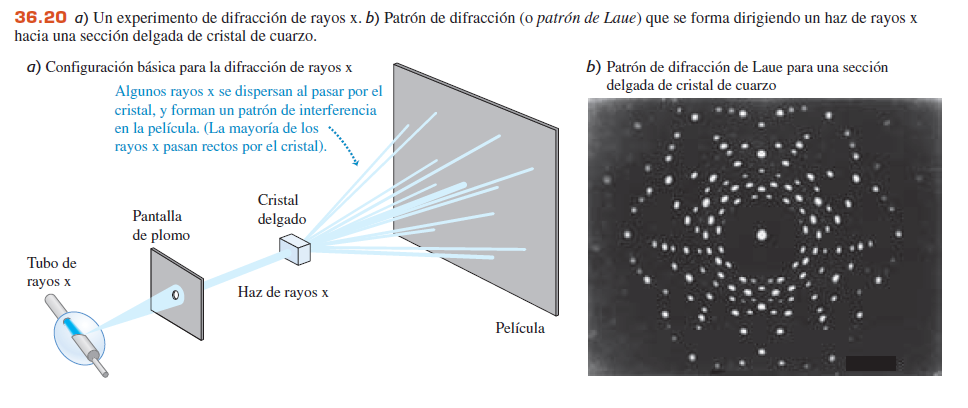 36.20 a) Un experimento de difracción de rayos x. b) Patrón de difracción (o patrón de Laue) que se forma dirigiendo un haz de rayos x
hacia una sección delgada de cristal de cuarzo.
a) Configuración básica para la difracción de rayos x
Algunos rayos x se dispersan al pasar por el
cristal, y forman un patrón de interferencia
en la película. (La mayoría de los
rayos x pasan rectos por el cristal).
Cristal
delgado
Pantalla
de plomo
Tubo de
rayos x
Haz de rayos x
Película
b) Patrón de difracción de Laue para una sección
delgada de cristal de cuarzo